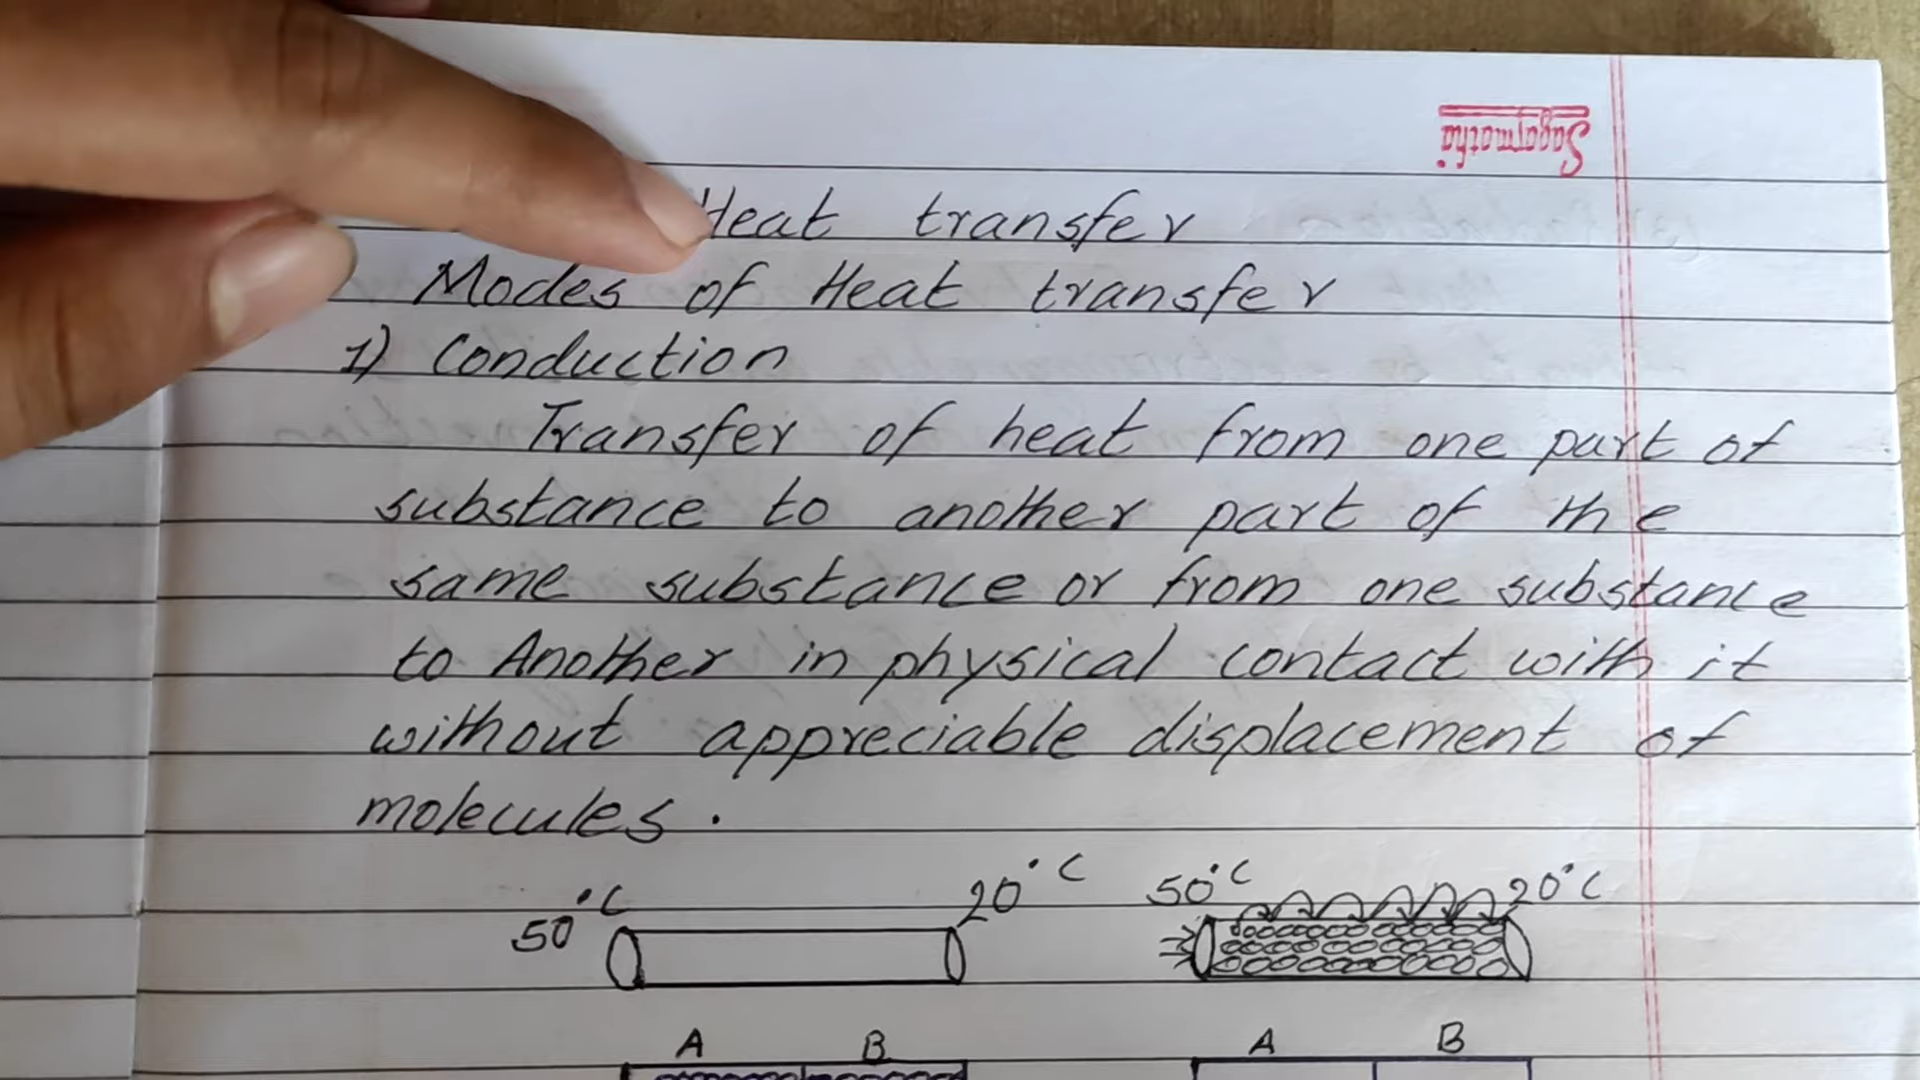 Sagarmatha
Heat transfer
Modes of Heat transfer
1) Conduction
Transfer of heat from one part of
substance to another part of the
same substance or from one substance
to Another in physical contact with it
without appreciable displacement of
molecules.
50°C 20°C 50°C 20°C
A B A B